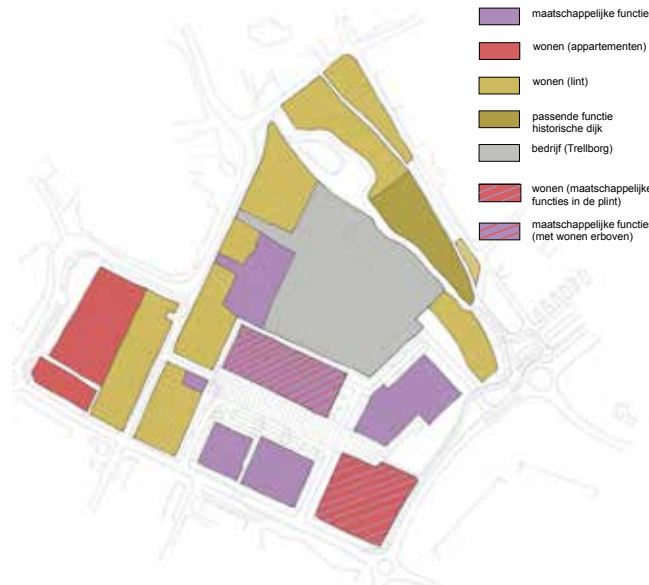 maatschappelijke functie
wonen (appartementen)
wonen (lint)
passende functie
historische dijk
bedrijf (Trellborg)
wonen (maatschappelijke
functies in de plint)
maatschappelijke functies
(met wonen erboven)